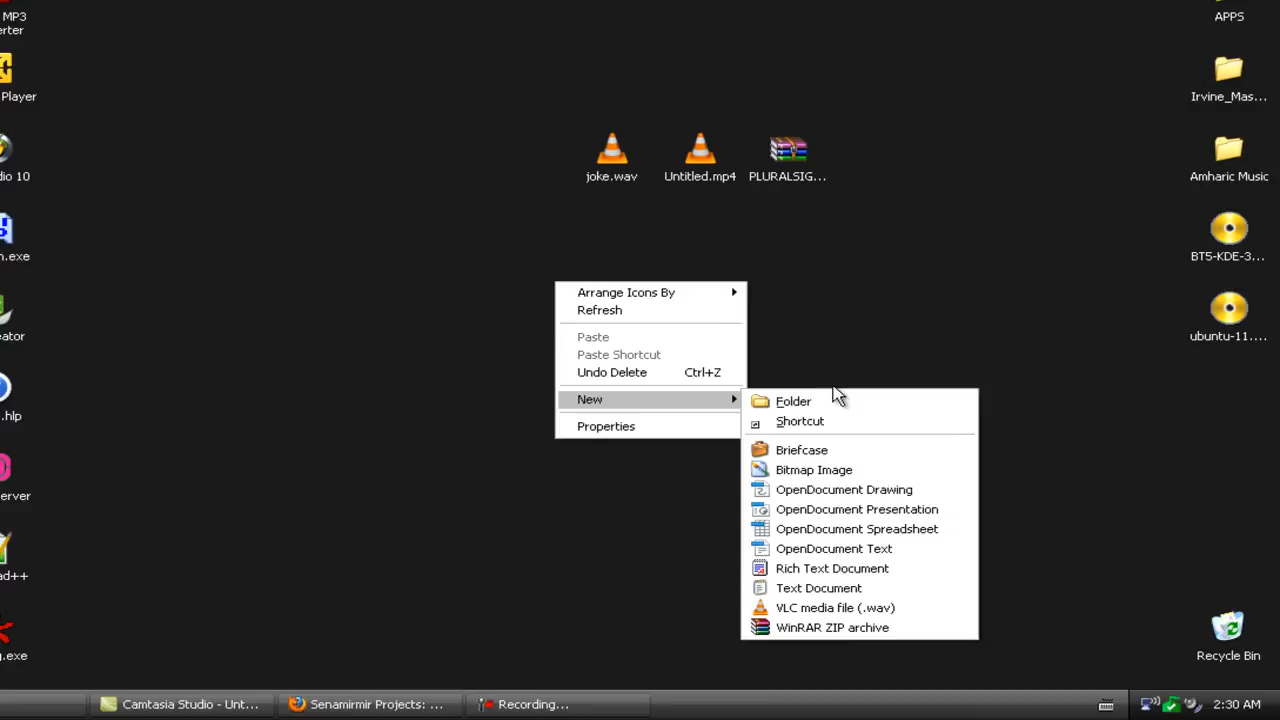 MP3
erter
Player
dio 10
n.exe
eator
.hlp
erver
ad++
g.exe
joke.wav
Untitled.mp4
PLURALSIG...
APPS
Irvine_Mas...
Amharic Music
BT5-KDE-3...
ubuntu-11....
Recycle Bin
Arrange Icons By
Refresh
Paste
Paste Shortcut
Undo Delete Ctrl+Z
New
Properties
Folder
Shortcut
Briefcase
Bitmap Image
OpenDocument Drawing
OpenDocument Presentation
OpenDocument Spreadsheet
OpenDocument Text
Rich Text Document
Text Document
VLC media file (.wav)
WinRAR ZIP archive
Camtasia Studio - Unt...
Senamirmir Projects: ...
Recording...
2:30 AM